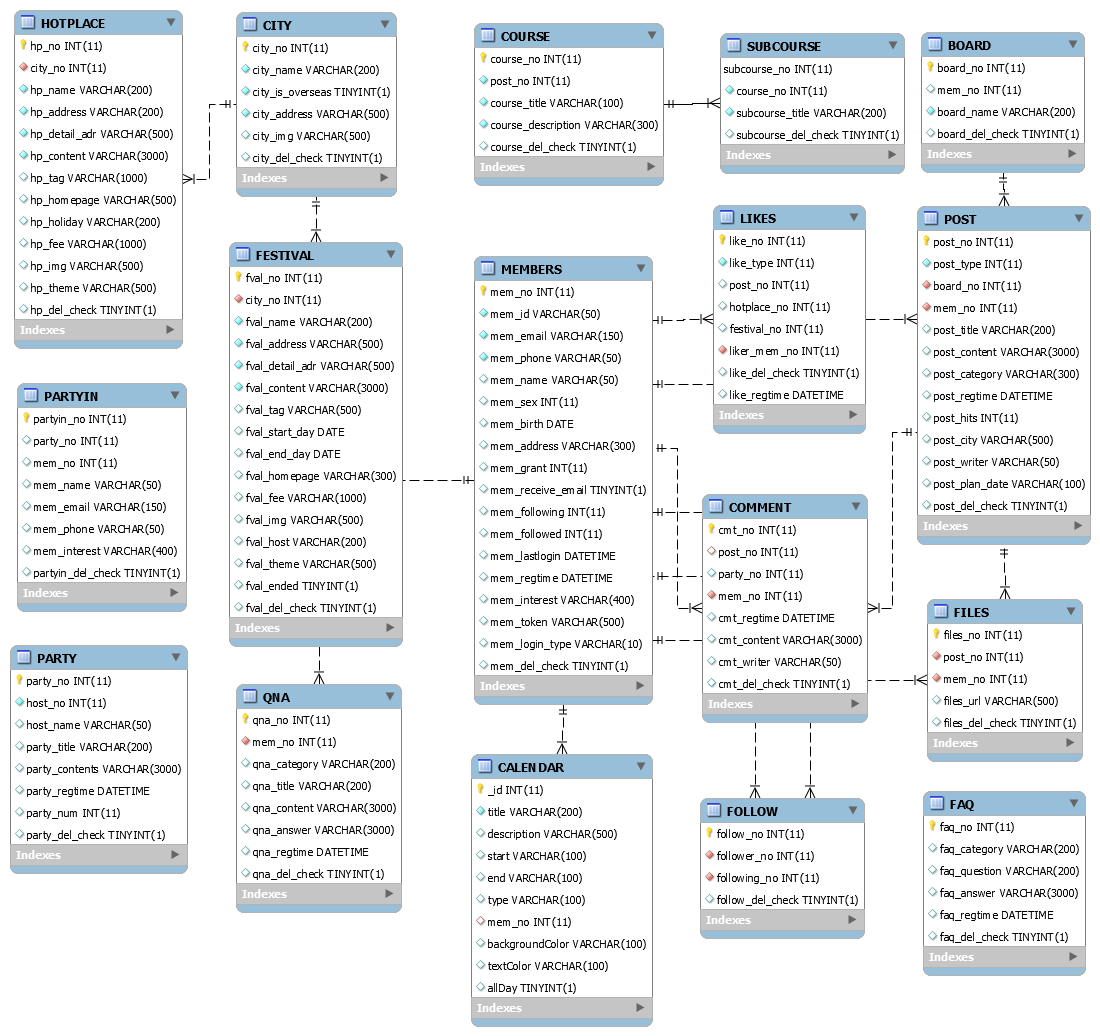 HOTPLACE
hp_no INT(11)
city_no INT(11)
hp_name VARCHAR(200)
hp_address VARCHAR(200)
hp_detail_adr VARCHAR(500)
hp_content VARCHAR(3000)
hp_tag VARCHAR(1000)
hp_homepage VARCHAR(500)
hp_holiday VARCHAR(200)
hp_fee VARCHAR(1000)
hp_img VARCHAR(500)
hp_theme VARCHAR(500)
hp_del_check TINYINT(1)
Indexes
CITY
city_no INT(11)
city_name VARCHAR(200)
city_is_overseas TINYINT(1)
city_address VARCHAR(500)
city_img VARCHAR(500)
city_del_check TINYINT(1)
Indexes
COURSE
course_no INT(11)
post_no INT(11)
course_title VARCHAR(100)
course_description VARCHAR(300)
course_del_check TINYINT(1)
Indexes
SUBCOURSE
subcourse_no INT(11)
course_no INT(11)
subcourse_title VARCHAR(200)
subcourse_del_check TINYINT(1)
Indexes
BOARD
board_no INT(11)
mem_no INT(11)
board_name VARCHAR(200)
board_del_check TINYINT(1)
Indexes
FESTIVAL
fval_no INT(11)
city_no INT(11)
fval_name VARCHAR(200)
fval_address VARCHAR(500)
fval_detail_adr VARCHAR(500)
fval_content VARCHAR(3000)
fval_tag VARCHAR(500)
fval_start_day DATE
fval_end_day DATE
fval_homepage VARCHAR(300)
fval_fee VARCHAR(1000)
fval_img VARCHAR(500)
fval_host VARCHAR(200)
fval_theme VARCHAR(500)
fval_ended TINYINT(1)
fval_del_check TINYINT(1)
Indexes
MEMBERS
mem_no INT(11)
mem_id VARCHAR(50)
mem_email VARCHAR(150)
mem_phone VARCHAR(50)
mem_name VARCHAR(50)
mem_sex INT(11)
mem_birth DATE
mem_address VARCHAR(300)
mem_grant INT(11)
mem_receive_email TINYINT(1)
mem_following INT(11)
mem_followed INT(11)
mem_lastlogin DATETIME
mem_regtime DATETIME
mem_interest VARCHAR(400)
mem_token VARCHAR(500)
mem_login_type VARCHAR(10)
mem_del_check TINYINT(1)
Indexes
LIKES
like_no INT(11)
like_type INT(11)
post_no INT(11)
hotplace_no INT(11)
festival_no INT(11)
liker_mem_no INT(11)
like_del_check TINYINT(1)
like_regtime DATETIME
Indexes
POST
post_no INT(11)
post_type INT(11)
board_no INT(11)
mem_no INT(11)
post_title VARCHAR(200)
post_content VARCHAR(3000)
post_category VARCHAR(300)
post_regtime DATETIME
post_hits INT(11)
post_city VARCHAR(500)
post_writer VARCHAR(50)
post_plan_date VARCHAR(100)
post_del_check TINYINT(1)
Indexes
PARTYIN
partyin_no INT(11)
party_no INT(11)
mem_no INT(11)
mem_name VARCHAR(50)
mem_email VARCHAR(150)
mem_phone VARCHAR(50)
mem_interest VARCHAR(400)
partyin_del_check TINYINT(1)
Indexes
COMMENT
cmt_no INT(11)
post_no INT(11)
party_no INT(11)
mem_no INT(11)
cmt_regtime DATETIME
cmt_content VARCHAR(3000)
cmt_writer VARCHAR(50)
cmt_del_check TINYINT(1)
Indexes
FILES
files_no INT(11)
post_no INT(11)
mem_no INT(11)
files_url VARCHAR(500)
files_del_check TINYINT(1)
Indexes
PARTY
party_no INT(11)
host_no INT(11)
host_name VARCHAR(50)
party_title VARCHAR(200)
party_contents VARCHAR(3000)
party_regtime DATETIME
party_num INT(11)
party_del_check TINYINT(1)
Indexes
QNA
qna_no INT(11)
mem_no INT(11)
qna_category VARCHAR(200)
qna_title VARCHAR(200)
qna_content VARCHAR(3000)
qna_answer VARCHAR(3000)
qna_regtime DATETIME
qna_del_check TINYINT(1)
Indexes
CALENDAR
_id INT(11)
title VARCHAR(200)
description VARCHAR(500)
start VARCHAR(100)
end VARCHAR(100)
type VARCHAR(100)
mem_no INT(11)
backgroundColor VARCHAR(100)
textColor VARCHAR(100)
allDay TINYINT(1)
Indexes
FOLLOW
follow_no INT(11)
follower_no INT(11)
following_no INT(11)
follow_del_check TINYINT(1)
Indexes
FAQ
faq_no INT(11)
faq_category VARCHAR(200)
faq_question VARCHAR(200)
faq_answer VARCHAR(3000)
faq_regtime DATETIME
faq_del_check TINYINT(1)
Indexes